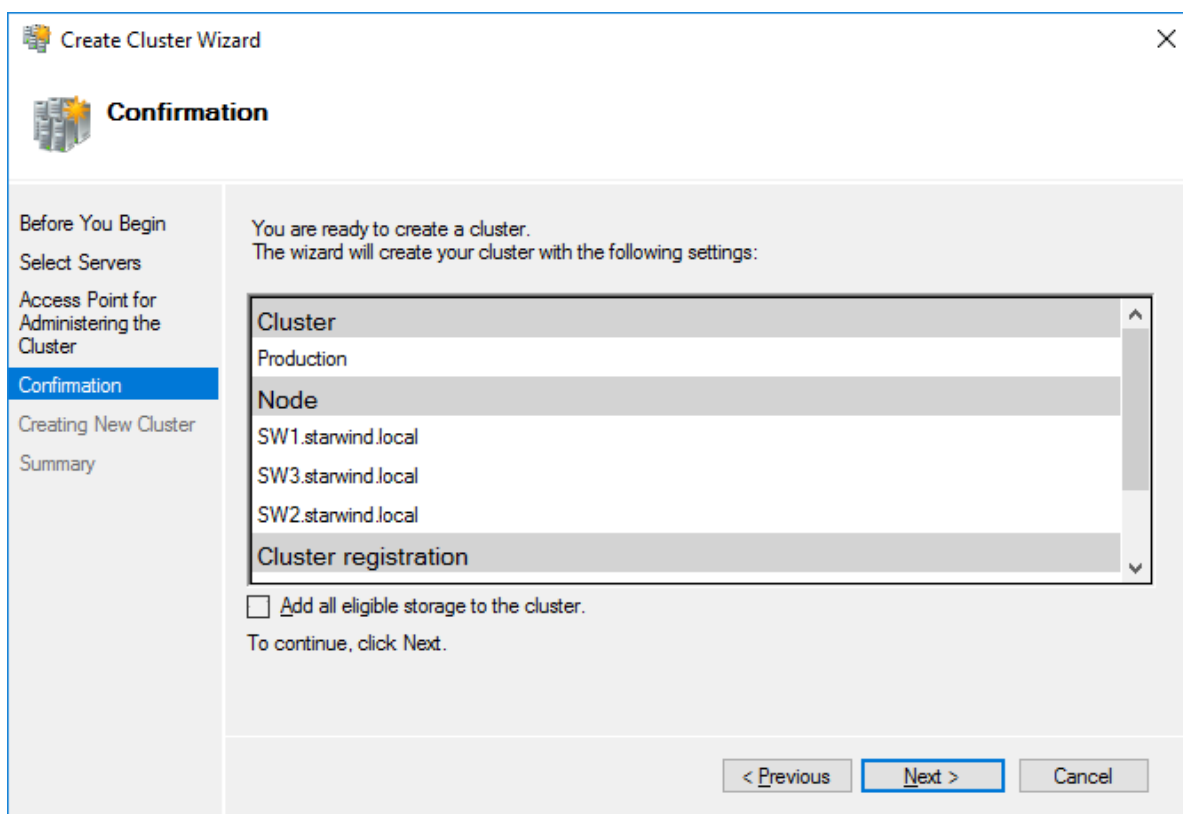 Create Cluster Wizard
Confirmation
Before You Begin
Select Servers
Access Point for
Administering the
Cluster
Confirmation
Creating New Cluster
Summary
You are ready to create a cluster.
The wizard will create your cluster with the following settings:
Cluster
Production
Node
SW1.starwind.local
SW3.starwind.local
SW2.starwind.local
Cluster registration
Add all eligible storage to the cluster.
To continue, click Next.
< Previous
Next >
Cancel